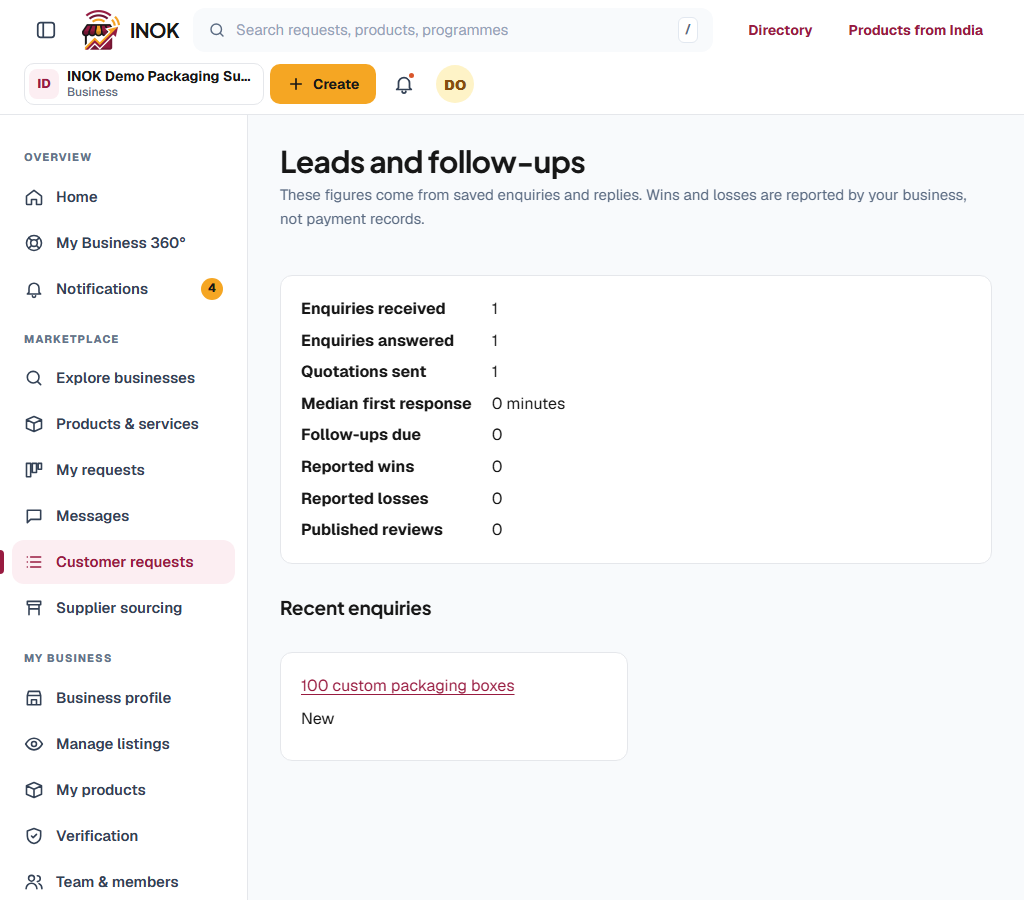 INOK
Search requests, products, programmes
/
Directory
Products from India
ID
INOK Demo Packaging Su...
Business
+ Create
DO
OVERVIEW
Home
My Business 360°
Notifications
4
MARKETPLACE
Explore businesses
Products & services
My requests
Messages
Customer requests
Supplier sourcing
MY BUSINESS
Business profile
Manage listings
My products
Verification
Team & members
Leads and follow-ups
These figures come from saved enquiries and replies. Wins and losses are reported by your business,
not payment records.
Enquiries received 1
Enquiries answered 1
Quotations sent 1
Median first response 0 minutes
Follow-ups due 0
Reported wins 0
Reported losses 0
Published reviews 0
Recent enquiries
100 custom packaging boxes
New